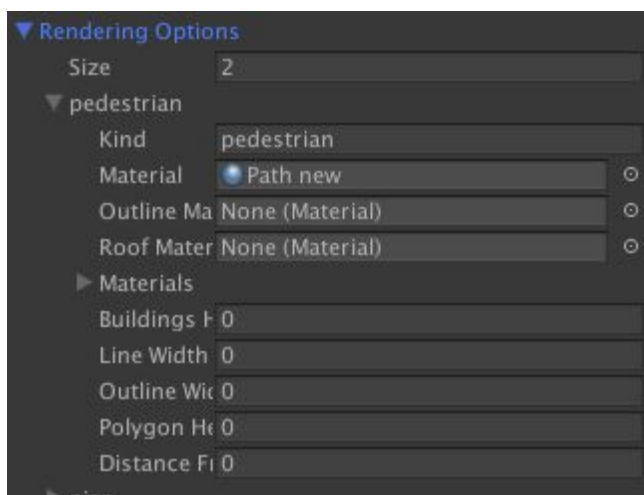 Rendering Options
Size 2
pedestrian
Kind pedestrian
Material Path new
Outline Ma None (Material)
Roof Mater None (Material)
Materials
Buildings H 0
Line Width 0
Outline Wid 0
Polygon He 0
Distance Fr 0